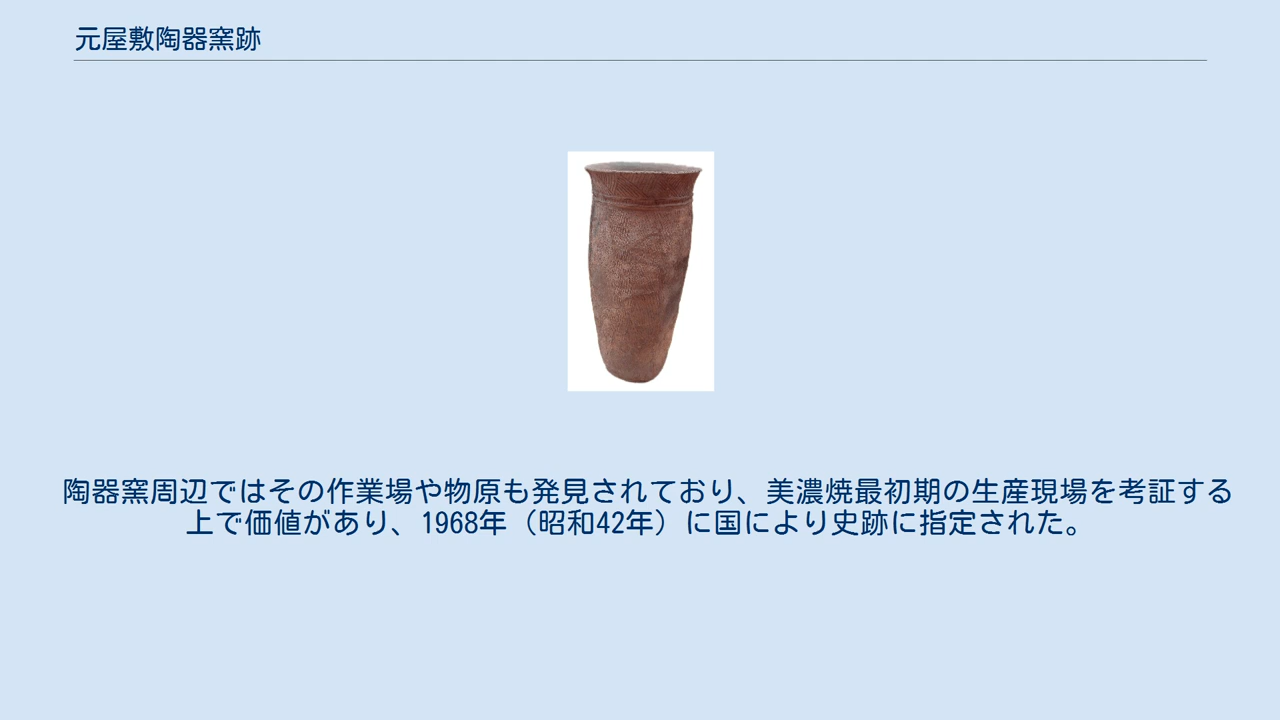 元屋敷陶器窯跡
陶器窯周辺ではその作業場や物原も発見されており、美濃焼最初期の生産現場を考証する
上で価値があり、1968年（昭和42年）に国により史跡に指定された。